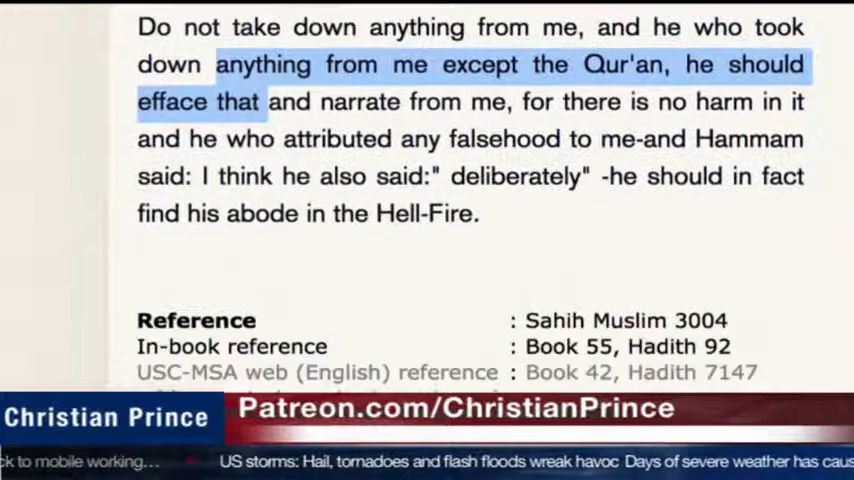 Do not take down anything from me, and he who took
down anything from me except the Qur'an, he should
efface that and narrate from me, for there is no harm in it
and he who attributed any falsehood to me-and Hammam
said: I think he also said:" deliberately" -he should in fact
find his abode in the Hell-Fire.
Reference : Sahih Muslim 3004
In-book reference : Book 55, Hadith 92
USC-MSA web (English) reference : Book 42, Hadith 7147
Christian Prince
Patreon.com/ChristianPrince
ck to mobile working... US storms: Hail, tornadoes and flash floods wreak havoc Days of severe weather has caus